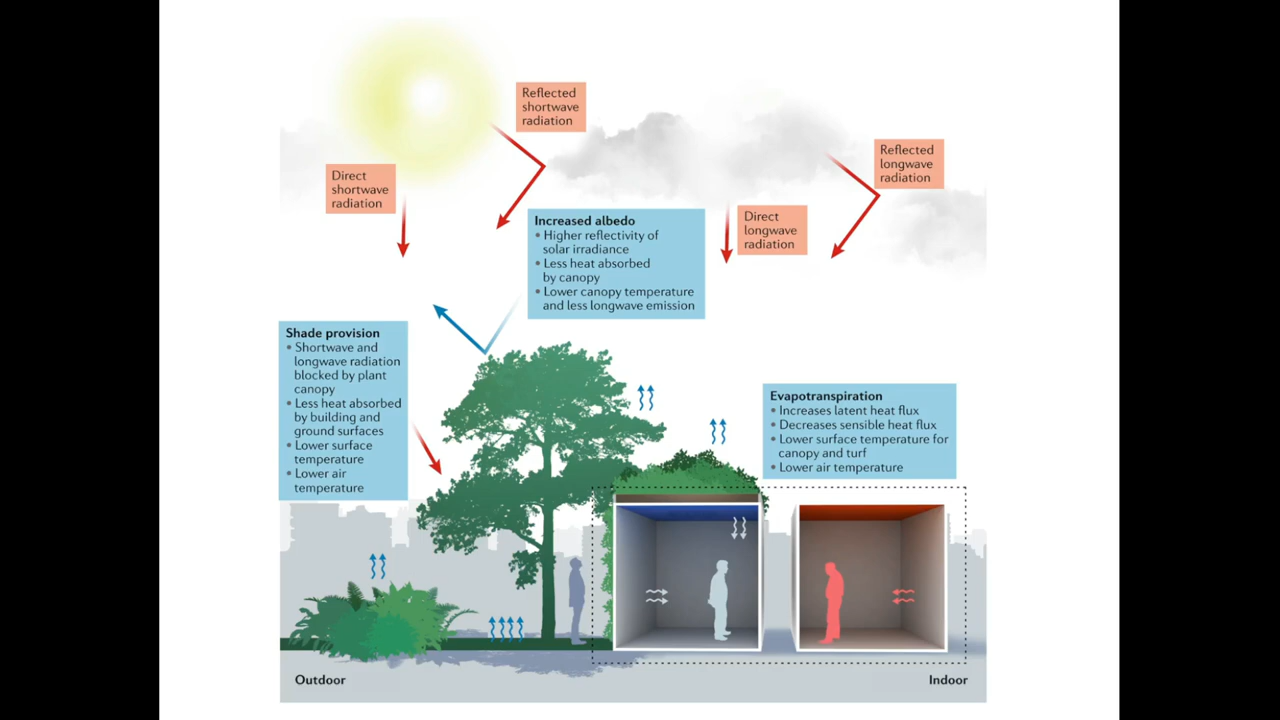 Reflected
shortwave
radiation
Reflected
longwave
radiation
Direct
shortwave
radiation
Direct
longwave
radiation
Increased albedo
• Higher reflectivity of
solar irradiance
• Less heat absorbed
by canopy
• Lower canopy temperature
and less longwave emission
Shade provision
• Shortwave and
longwave radiation
blocked by plant
canopy
• Less heat absorbed
by building and
ground surfaces
• Lower surface
temperature
• Lower air
temperature
Evapotranspiration
• Increases latent heat flux
• Decreases sensible heat flux
• Lower surface temperature for
canopy and turf
• Lower air temperature
Outdoor
Indoor